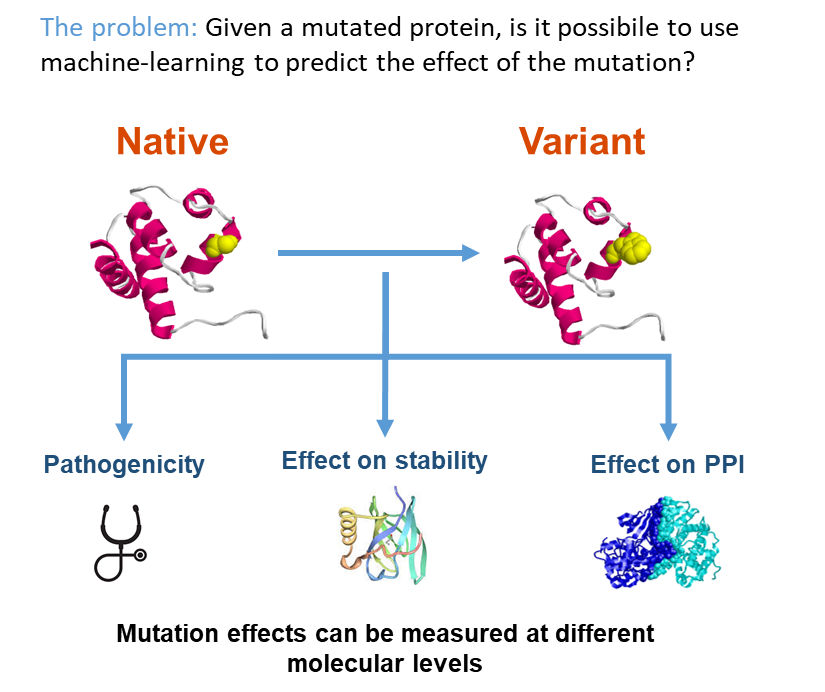 The problem: Given a mutated protein, is it possibile to use
machine-learning to predict the effect of the mutation?
Native
Variant
Pathogenicity
Effect on stability
Effect on PPI
Mutation effects can be measured at different
molecular levels